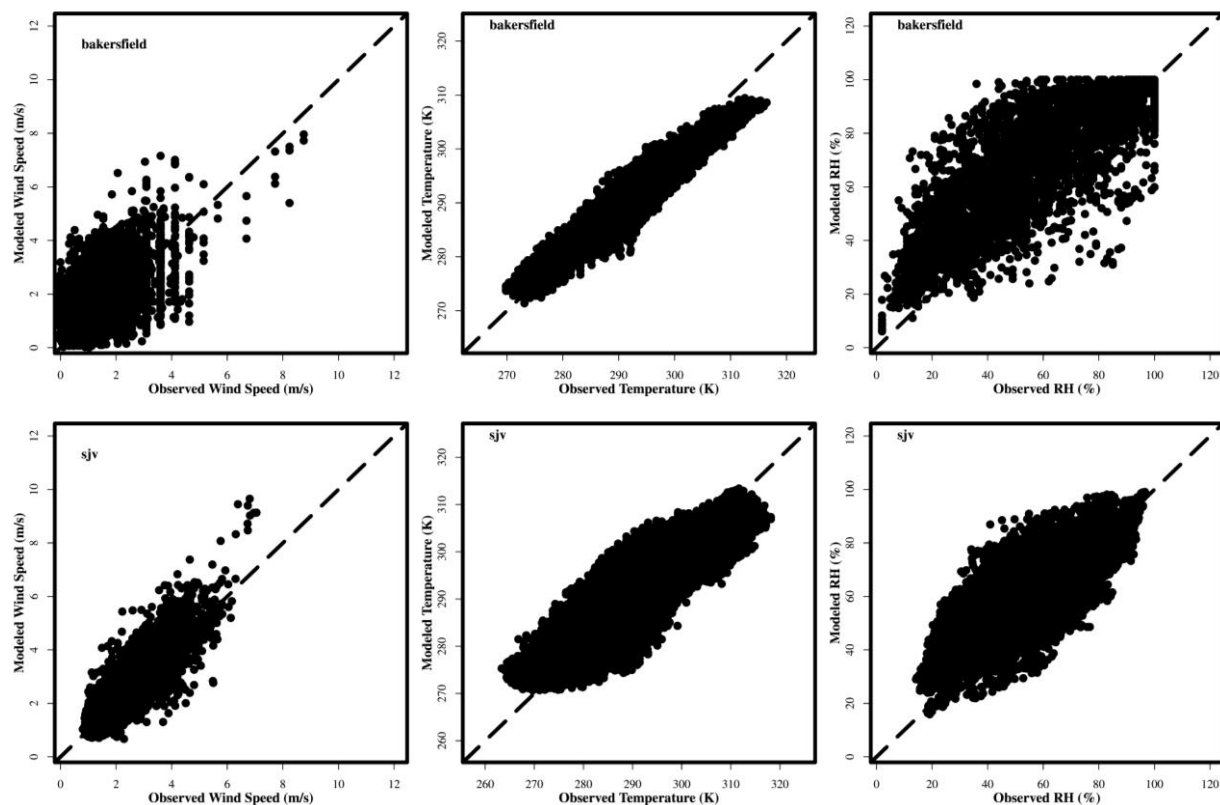 bakersfield
Modeled Wind Speed (m/s)
0 2 4 6 8 10 12
0 2 4 6 8 10 12
Observed Wind Speed (m/s)
bakersfield
Modeled Temperature (K)
270 280 290 300 310 320
270 280 290 300 310 320
Observed Temperature (K)
bakersfield
Modeled RH (%)
0 20 40 60 80 100 120
0 20 40 60 80 100 120
Observed RH (%)
sjv
Modeled Wind Speed (m/s)
0 2 4 6 8 10 12
0 2 4 6 8 10 12
Observed Wind Speed (m/s)
sjv
Modeled Temperature (K)
260 270 280 290 300 310 320
260 270 280 290 300 310 320
Observed Temperature (K)
sjv
Modeled RH (%)
0 20 40 60 80 100 120
0 20 40 60 80 100 120
Observed RH (%)